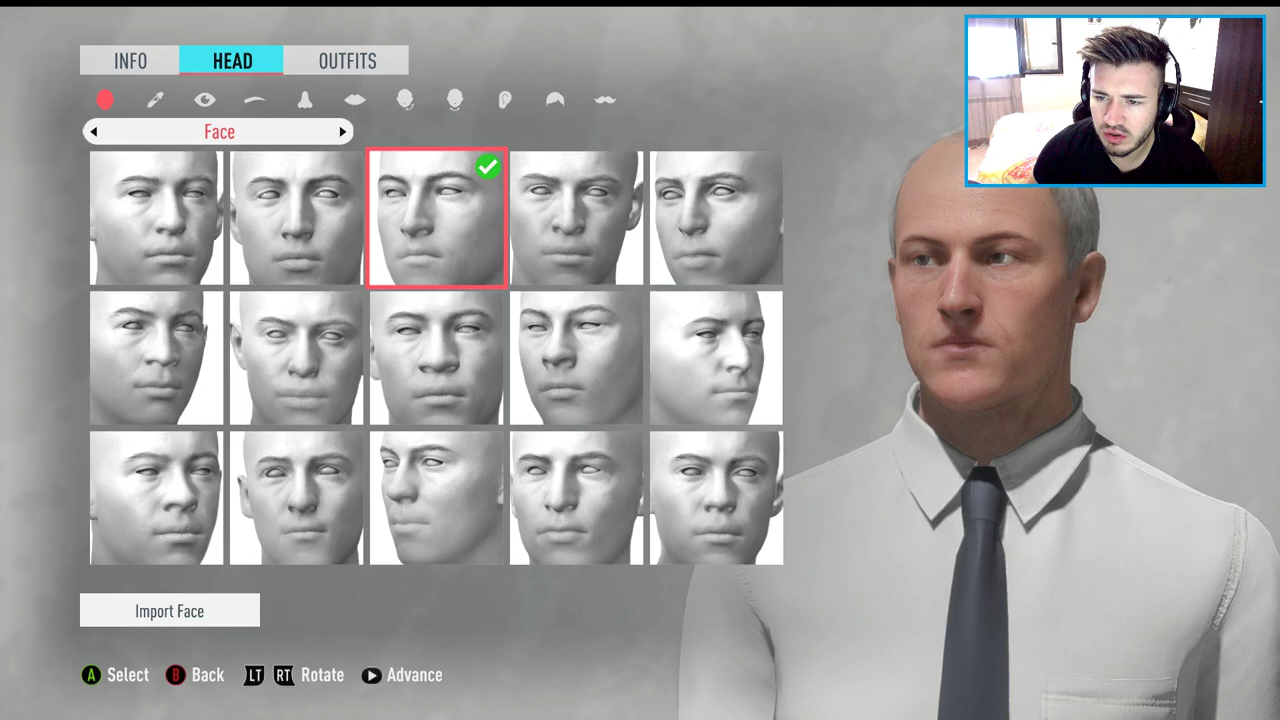 INFO HEAD OUTFITS
Face
Import Face
A Select B Back LT RT Rotate Advance